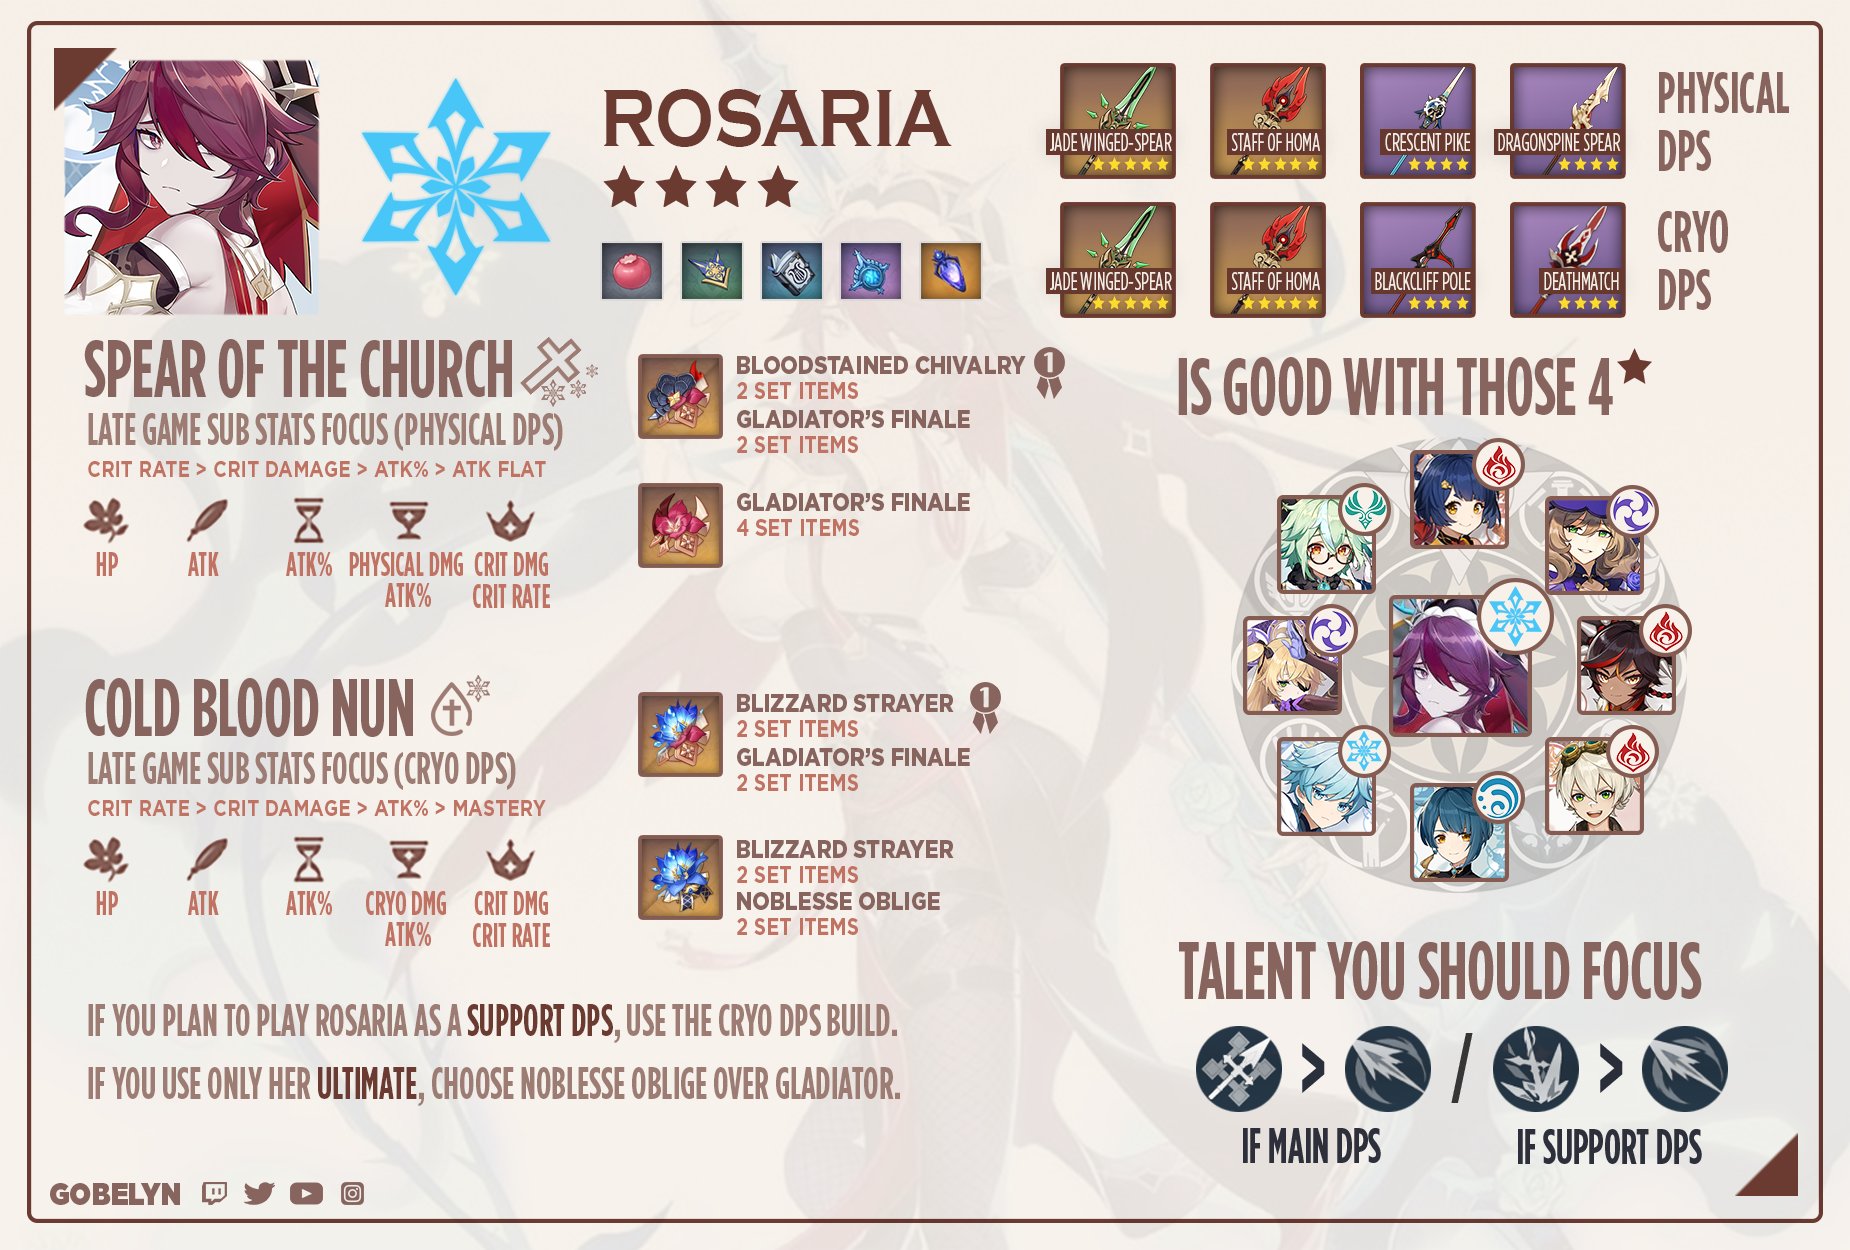 ROSARIA
JADE WINGED-SPEAR
STAFF OF HOMA
CRESCENT PIKE
DRAGONSPINE SPEAR
PHYSICAL
DPS
JADE WINGED-SPEAR
STAFF OF HOMA
BLACKCLIFF POLE
DEATHMATCH
CRYO
DPS
SPEAR OF THE CHURCH
LATE GAME SUB STATS FOCUS (PHYSICAL DPS)
CRIT RATE > CRIT DAMAGE > ATK% > ATK FLAT
HP
ATK
ATK%
PHYSICAL DMG
ATK%
CRIT DMG
CRIT RATE
BLOODSTAINED CHIVALRY 1
2 SET ITEMS
GLADIATOR'S FINALE
2 SET ITEMS
GLADIATOR'S FINALE
4 SET ITEMS
COLD BLOOD NUN
LATE GAME SUB STATS FOCUS (CRYO DPS)
CRIT RATE > CRIT DAMAGE > ATK% > MASTERY
HP
ATK
ATK%
CRYO DMG
ATK%
CRIT DMG
CRIT RATE
BLIZZARD STRAYER 1
2 SET ITEMS
GLADIATOR'S FINALE
2 SET ITEMS
BLIZZARD STRAYER
2 SET ITEMS
NOBLESSE OBLIGE
2 SET ITEMS
IF YOU PLAN TO PLAY ROSARIA AS A SUPPORT DPS, USE THE CRYO DPS BUILD.
IF YOU USE ONLY HER ULTIMATE, CHOOSE NOBLESSE OBLIGE OVER GLADIATOR.
IS GOOD WITH THOSE 4★
TALENT YOU SHOULD FOCUS
> / >
IF MAIN DPS
IF SUPPORT DPS
GOBELYN